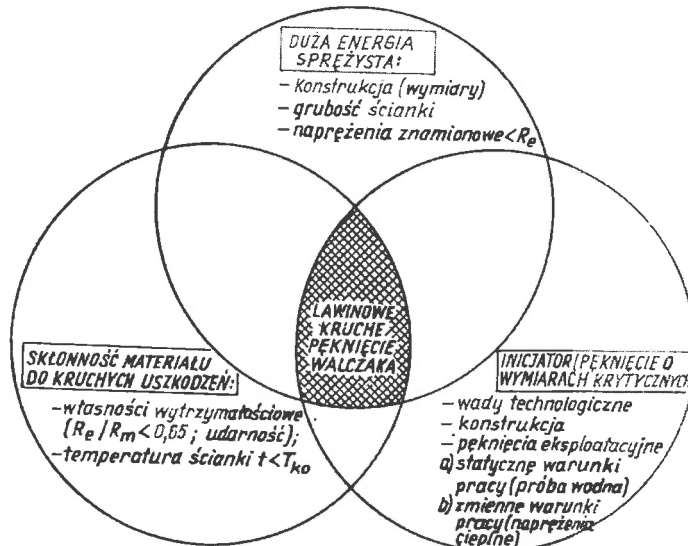 DUŻA ENERGIA
SPRĘŻYSTA:
- Konstrukcja (wymiary)
- grubość ścianki
- naprężenia znamionowe < Re
LAWINOWE
KRUCHE
PĘKNIĘCIE
WALCZAKA
SKŁONNOŚĆ MATERIAŁU
DO KRUCHYCH USZKODZEŃ:
- własności wytrzymałościowe
(Re / Rm < 0,65 ; udarność);
- temperatura ścianki t < Tko
INICJATOR (PĘKNIĘCIE O
WYMIARACH KRYTYCZNYCH
- wady technologiczne
- konstrukcja
- pęknięcia eksploatacyjne
a) statyczne warunki
pracy (próba wodna)
b) zmienne warunki
pracy (naprężenia
cieplne)